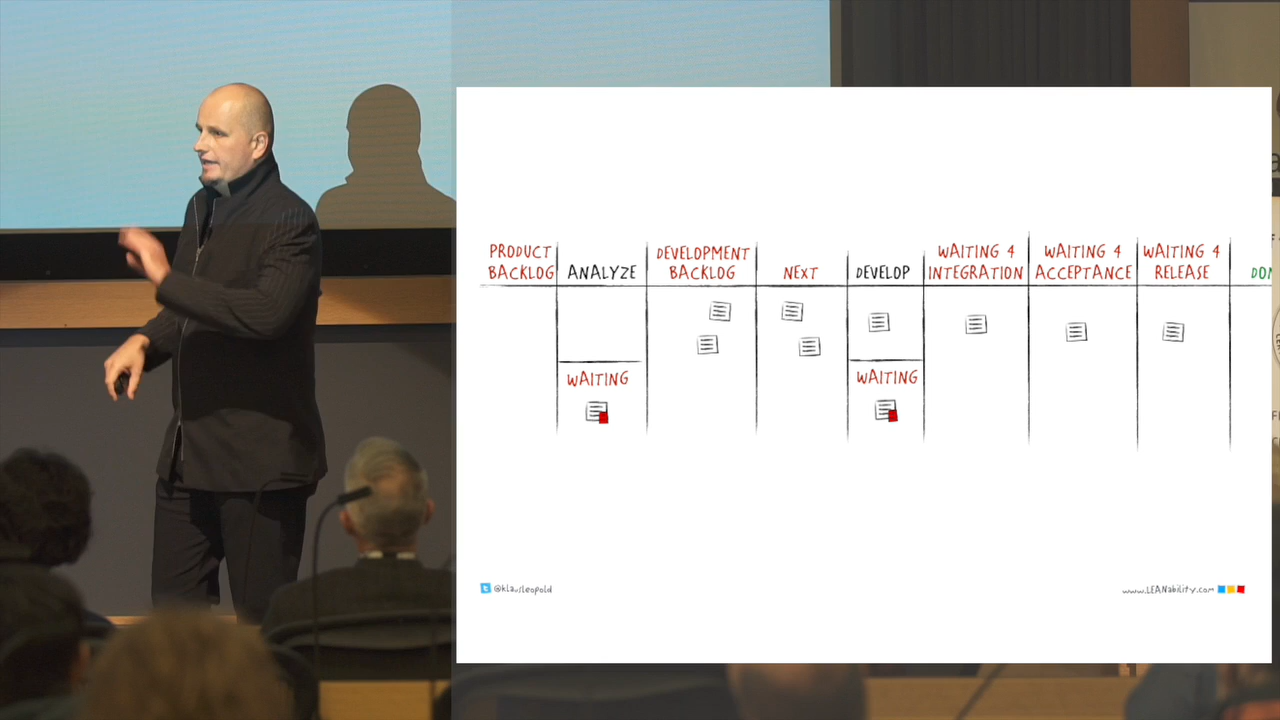 PRODUCT BACKLOG
ANALYZE
DEVELOPMENT BACKLOG
NEXT
DEVELOP
WAITING 4 INTEGRATION
WAITING 4 ACCEPTANCE
WAITING 4 RELEASE
WAITING
WAITING
@klausleopold
www.LEANability.com